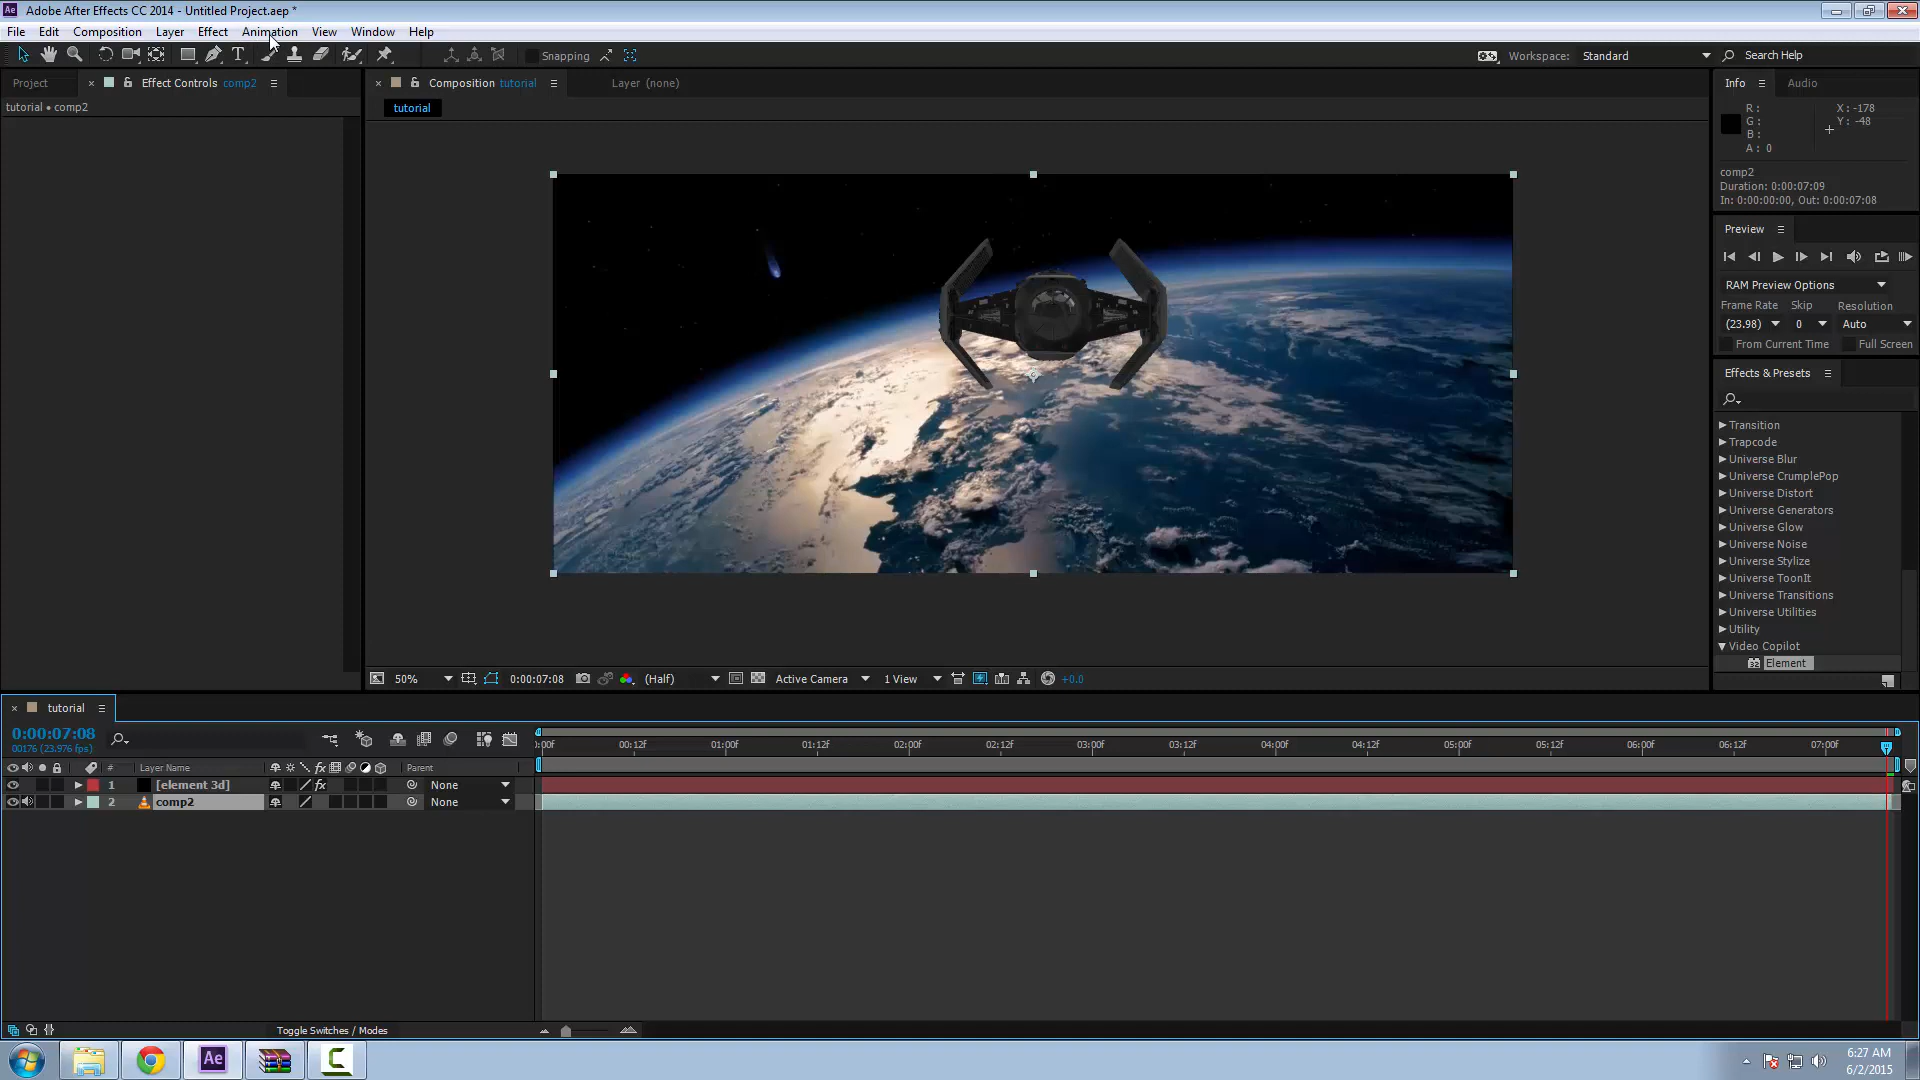 Adobe After Effects CC 2014 - Untitled Project.aep *
File Edit Composition Layer Effect Animation View Window Help
Snapping
Workspace: Standard
Search Help
Project
Effect Controls comp2
tutorial • comp2
Composition tutorial
Layer (none)
tutorial
Info
Audio
R :
G :
B :
A : 0
X : -178
Y : -48
comp2
Duration: 0:00:07:09
In: 0:00:00:00, Out: 0:00:07:08
Preview
RAM Preview Options
Frame Rate Skip Resolution
(23.98) 0 Auto
From Current Time Full Screen
Effects & Presets
Transition
Trapcode
Universe Blur
Universe CrumplePop
Universe Distort
Universe Generators
Universe Glow
Universe Noise
Universe Stylize
Universe ToonIt
Universe Transitions
Universe Utilities
Utility
Video Copilot
Element
50% 0:00:07:08 (Half) Active Camera 1 View +0.0
tutorial
0:00:07:08
00176 (23.976 fps)
:00f 00:12f 01:00f 01:12f 02:00f 02:12f 03:00f 03:12f 04:00f 04:12f 05:00f 05:12f 06:00f 06:12f 07:00f
# Layer Name fx Parent
1 [element 3d] fx None
2 comp2 None
Toggle Switches / Modes
Ae
6:27 AM
6/2/2015